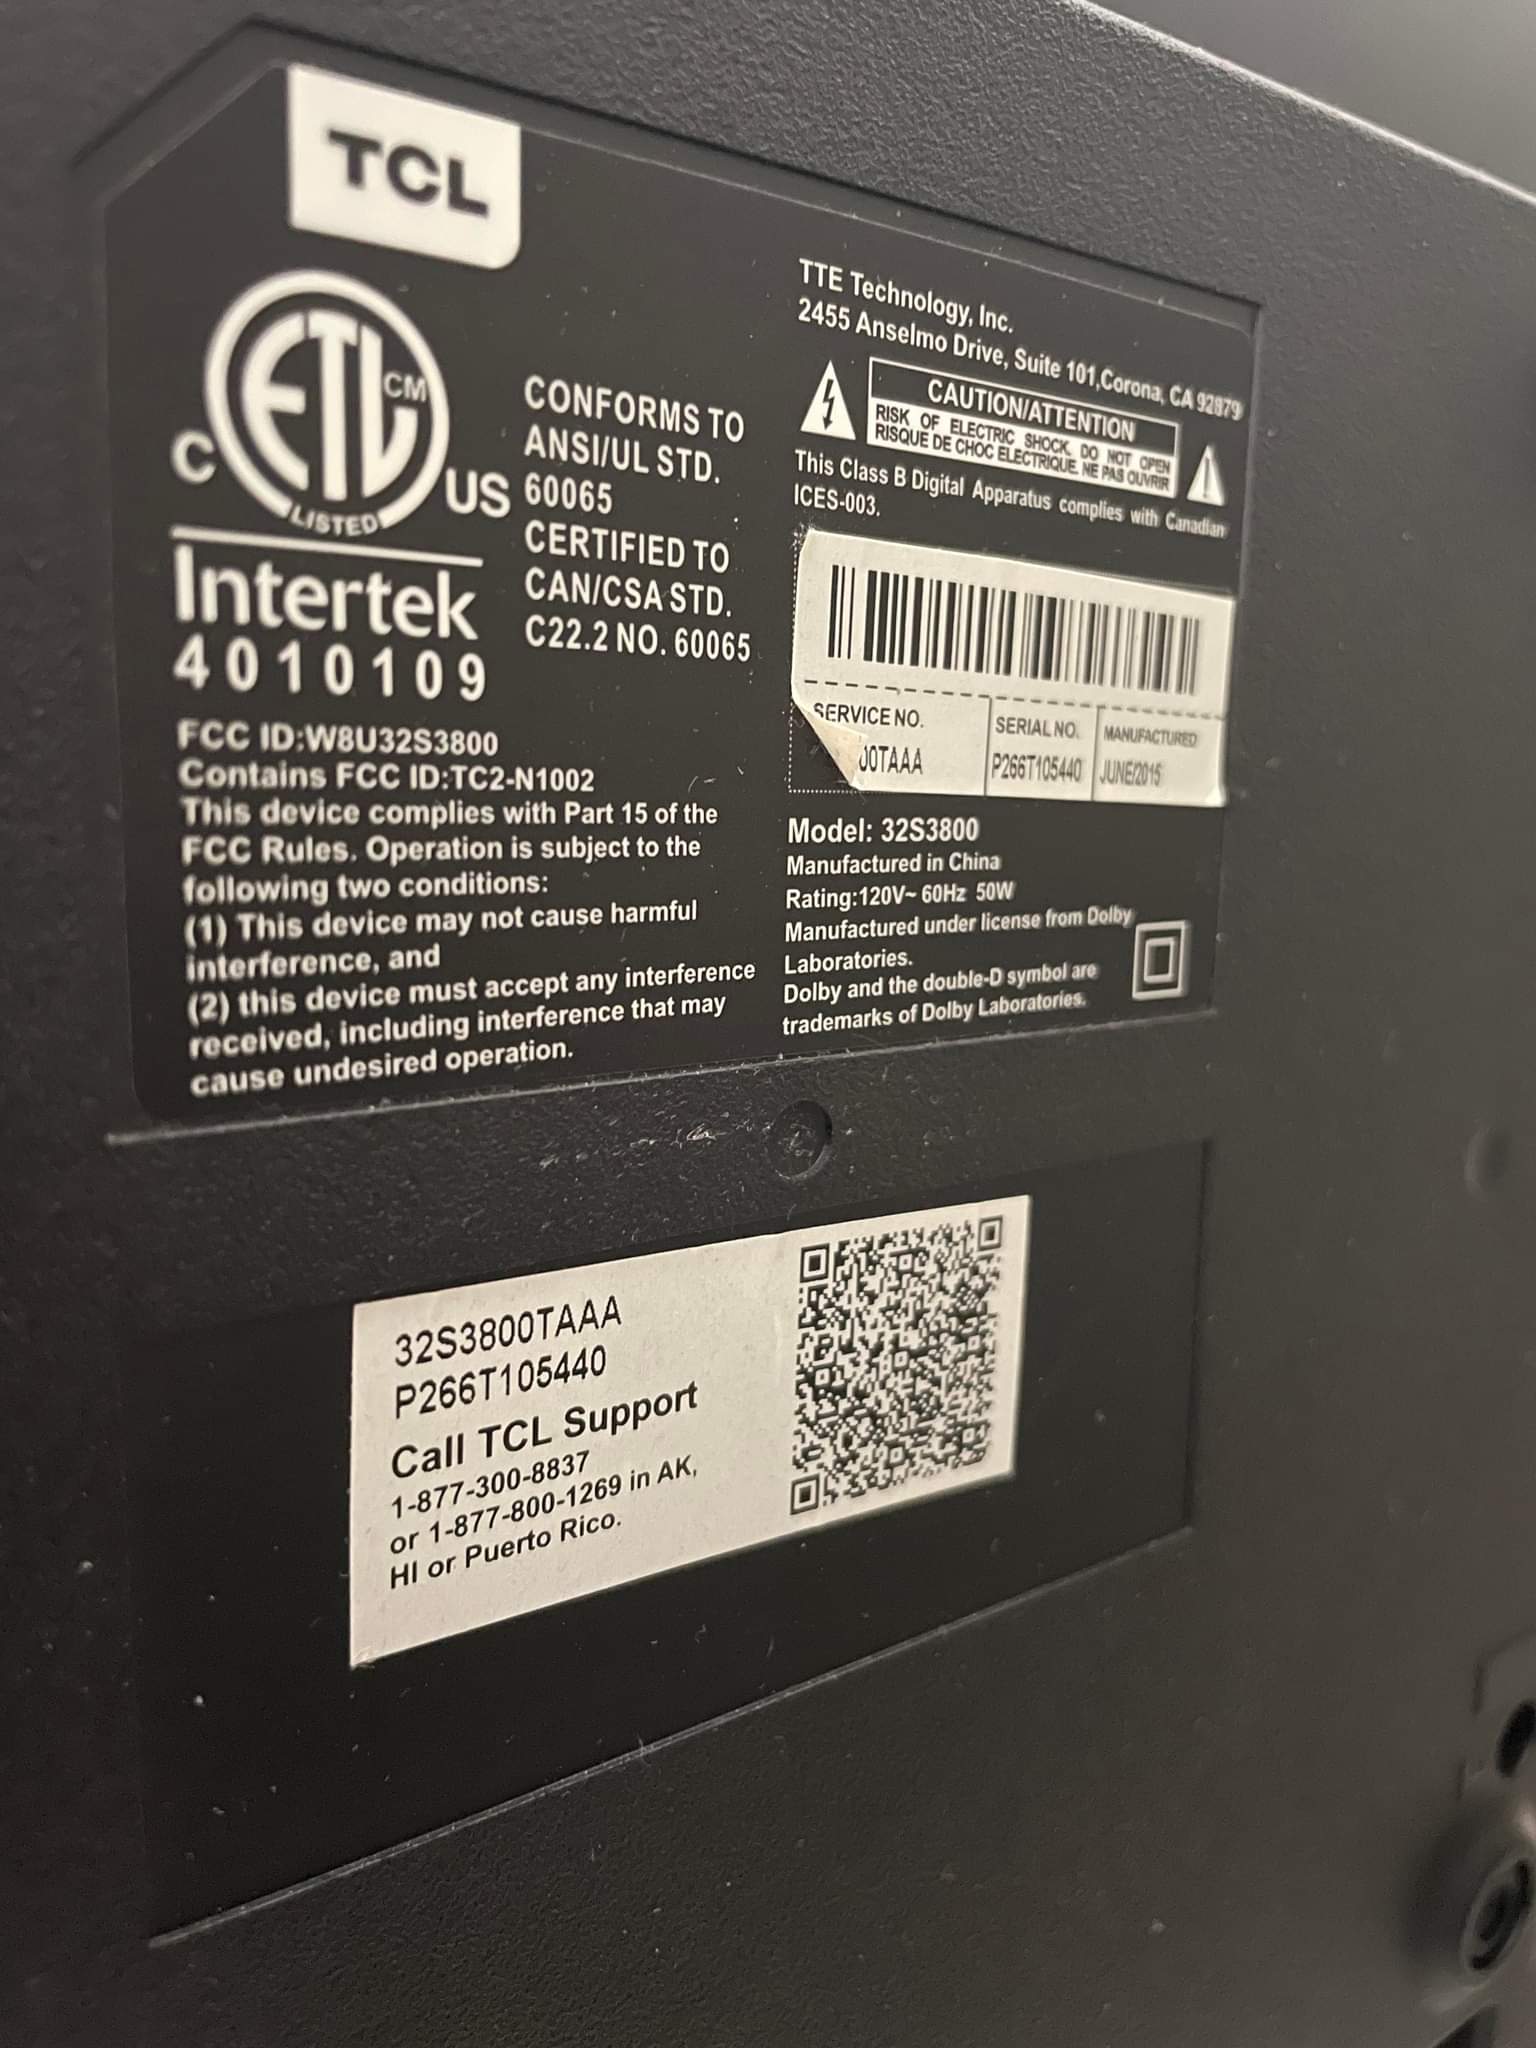 TCL
C
ETL
CM
US
LISTED
Intertek
4010109
CONFORMS TO
ANSI/UL STD.
60065
CERTIFIED TO
CAN/CSA STD.
C22.2 NO. 60065
FCC ID:W8U32S3800
Contains FCC ID:TC2-N1002
This device complies with Part 15 of the
FCC Rules. Operation is subject to the
following two conditions:
(1) This device may not cause harmful
interference, and
(2) this device must accept any interference
received, including interference that may
cause undesired operation.
TTE Technology, Inc.
2455 Anselmo Drive, Suite 101,Corona, CA 92879
CAUTION/ATTENTION
RISK OF ELECTRIC SHOCK, DO NOT OPEN
RISQUE DE CHOC ELECTRIQUE. NE PAS OUVRIR
This Class B Digital Apparatus complies with Canadian
ICES-003.
SERVICE NO.
00TAAA
SERIAL NO.
P266T105440
MANUFACTURED
JUNE/2015
Model: 32S3800
Manufactured in China
Rating:120V~ 60Hz 50W
Manufactured under license from Dolby
Laboratories.
Dolby and the double-D symbol are
trademarks of Dolby Laboratories.
32S3800TAAA
P266T105440
Call TCL Support
1-877-300-8837
or 1-877-800-1269 in AK,
HI or Puerto Rico.